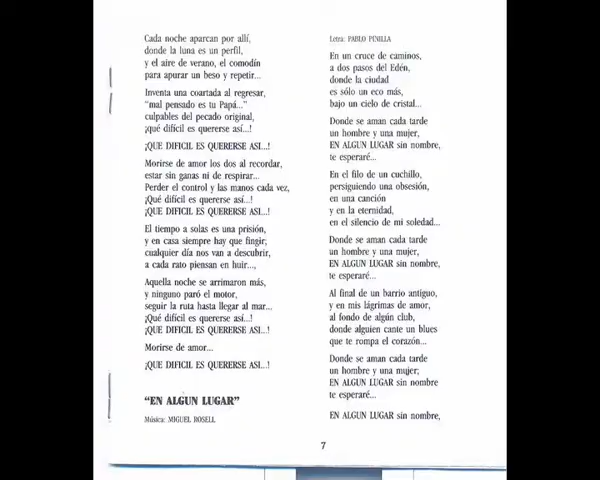 Cada noche aparcan por allí,
donde la luna es un perfil,
y el aire de verano, el comodín
para apurar un beso y repetir...
Inventa una coartada al regresar,
"mal pensado es tu Papá..."
culpables del pecado original,
¡qué difícil es quererse así...!
¡QUE DIFICIL ES QUERERSE ASI...!
Morirse de amor los dos al recordar,
estar sin ganas ni de respirar...
Perder el control y las manos cada vez,
¡Qué difícil es quererse así...!
¡QUE DIFICIL ES QUERERSE ASI...!
El tiempo a solas es una prisión,
y en casa siempre hay que fingir;
cualquier día nos van a descubrir,
a cada rato piensan en huir...,
Aquella noche se arrimaron más,
y ninguno paró el motor,
seguir la ruta hasta llegar al mar...
¡Qué difícil es quererse así...!
¡QUE DIFICIL ES QUERERSE ASI...!
Morirse de amor...
¡QUE DIFICIL ES QUERERSE ASI...!
"EN ALGUN LUGAR"
Música: MIGUEL ROSELL
Letra: PABLO PINILLA
En un cruce de caminos,
a dos pasos del Edén,
donde la ciudad
es sólo un eco más,
bajo un cielo de cristal...
Donde se aman cada tarde
un hombre y una mujer,
EN ALGUN LUGAR sin nombre,
te esperaré...
En el filo de un cuchillo,
persiguiendo una obsesión,
en una canción
y en la eternidad,
en el silencio de mi soledad...
Donde se aman cada tarde
un hombre y una mujer,
EN ALGUN LUGAR sin nombre,
te esperaré...
Al final de un barrio antiguo,
y en mis lágrimas de amor,
al fondo de algún club,
donde alguien cante un blues
que te rompa el corazón...
Donde se aman cada tarde
un hombre y una mujer;
EN ALGUN LUGAR sin nombre
te esperaré...
EN ALGUN LUGAR sin nombre,
7